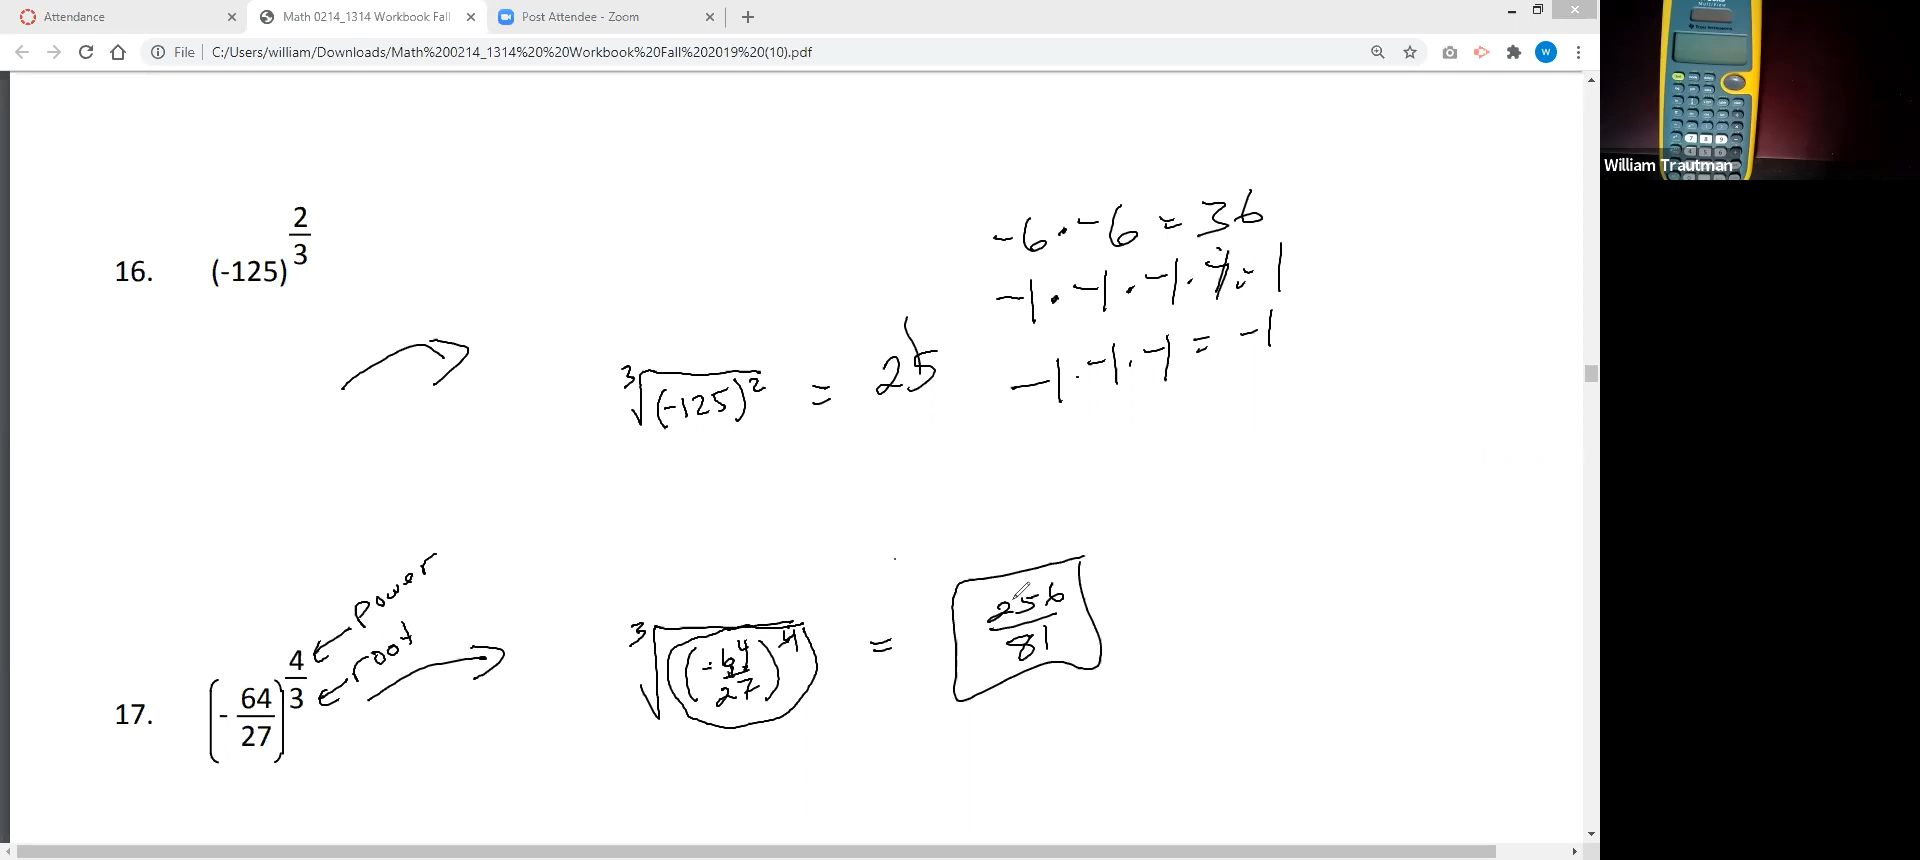 Attendance
Math 0214_1314 Workbook Fall
Post Attendee - Zoom
File
C:/Users/william/Downloads/Math%200214_1314%20%20Workbook%20Fall%202019%20(10).pdf
W
William Trautman
-6 · -6 = 36
-1 · -1 · -1 · -1 = 1
-1 · -1 · -1 = -1
16. (-125)^(2/3)
∛(-125)² = 25
power
root
17. (-64/27)^(4/3)
∛(-64/27)⁴ = 256/81